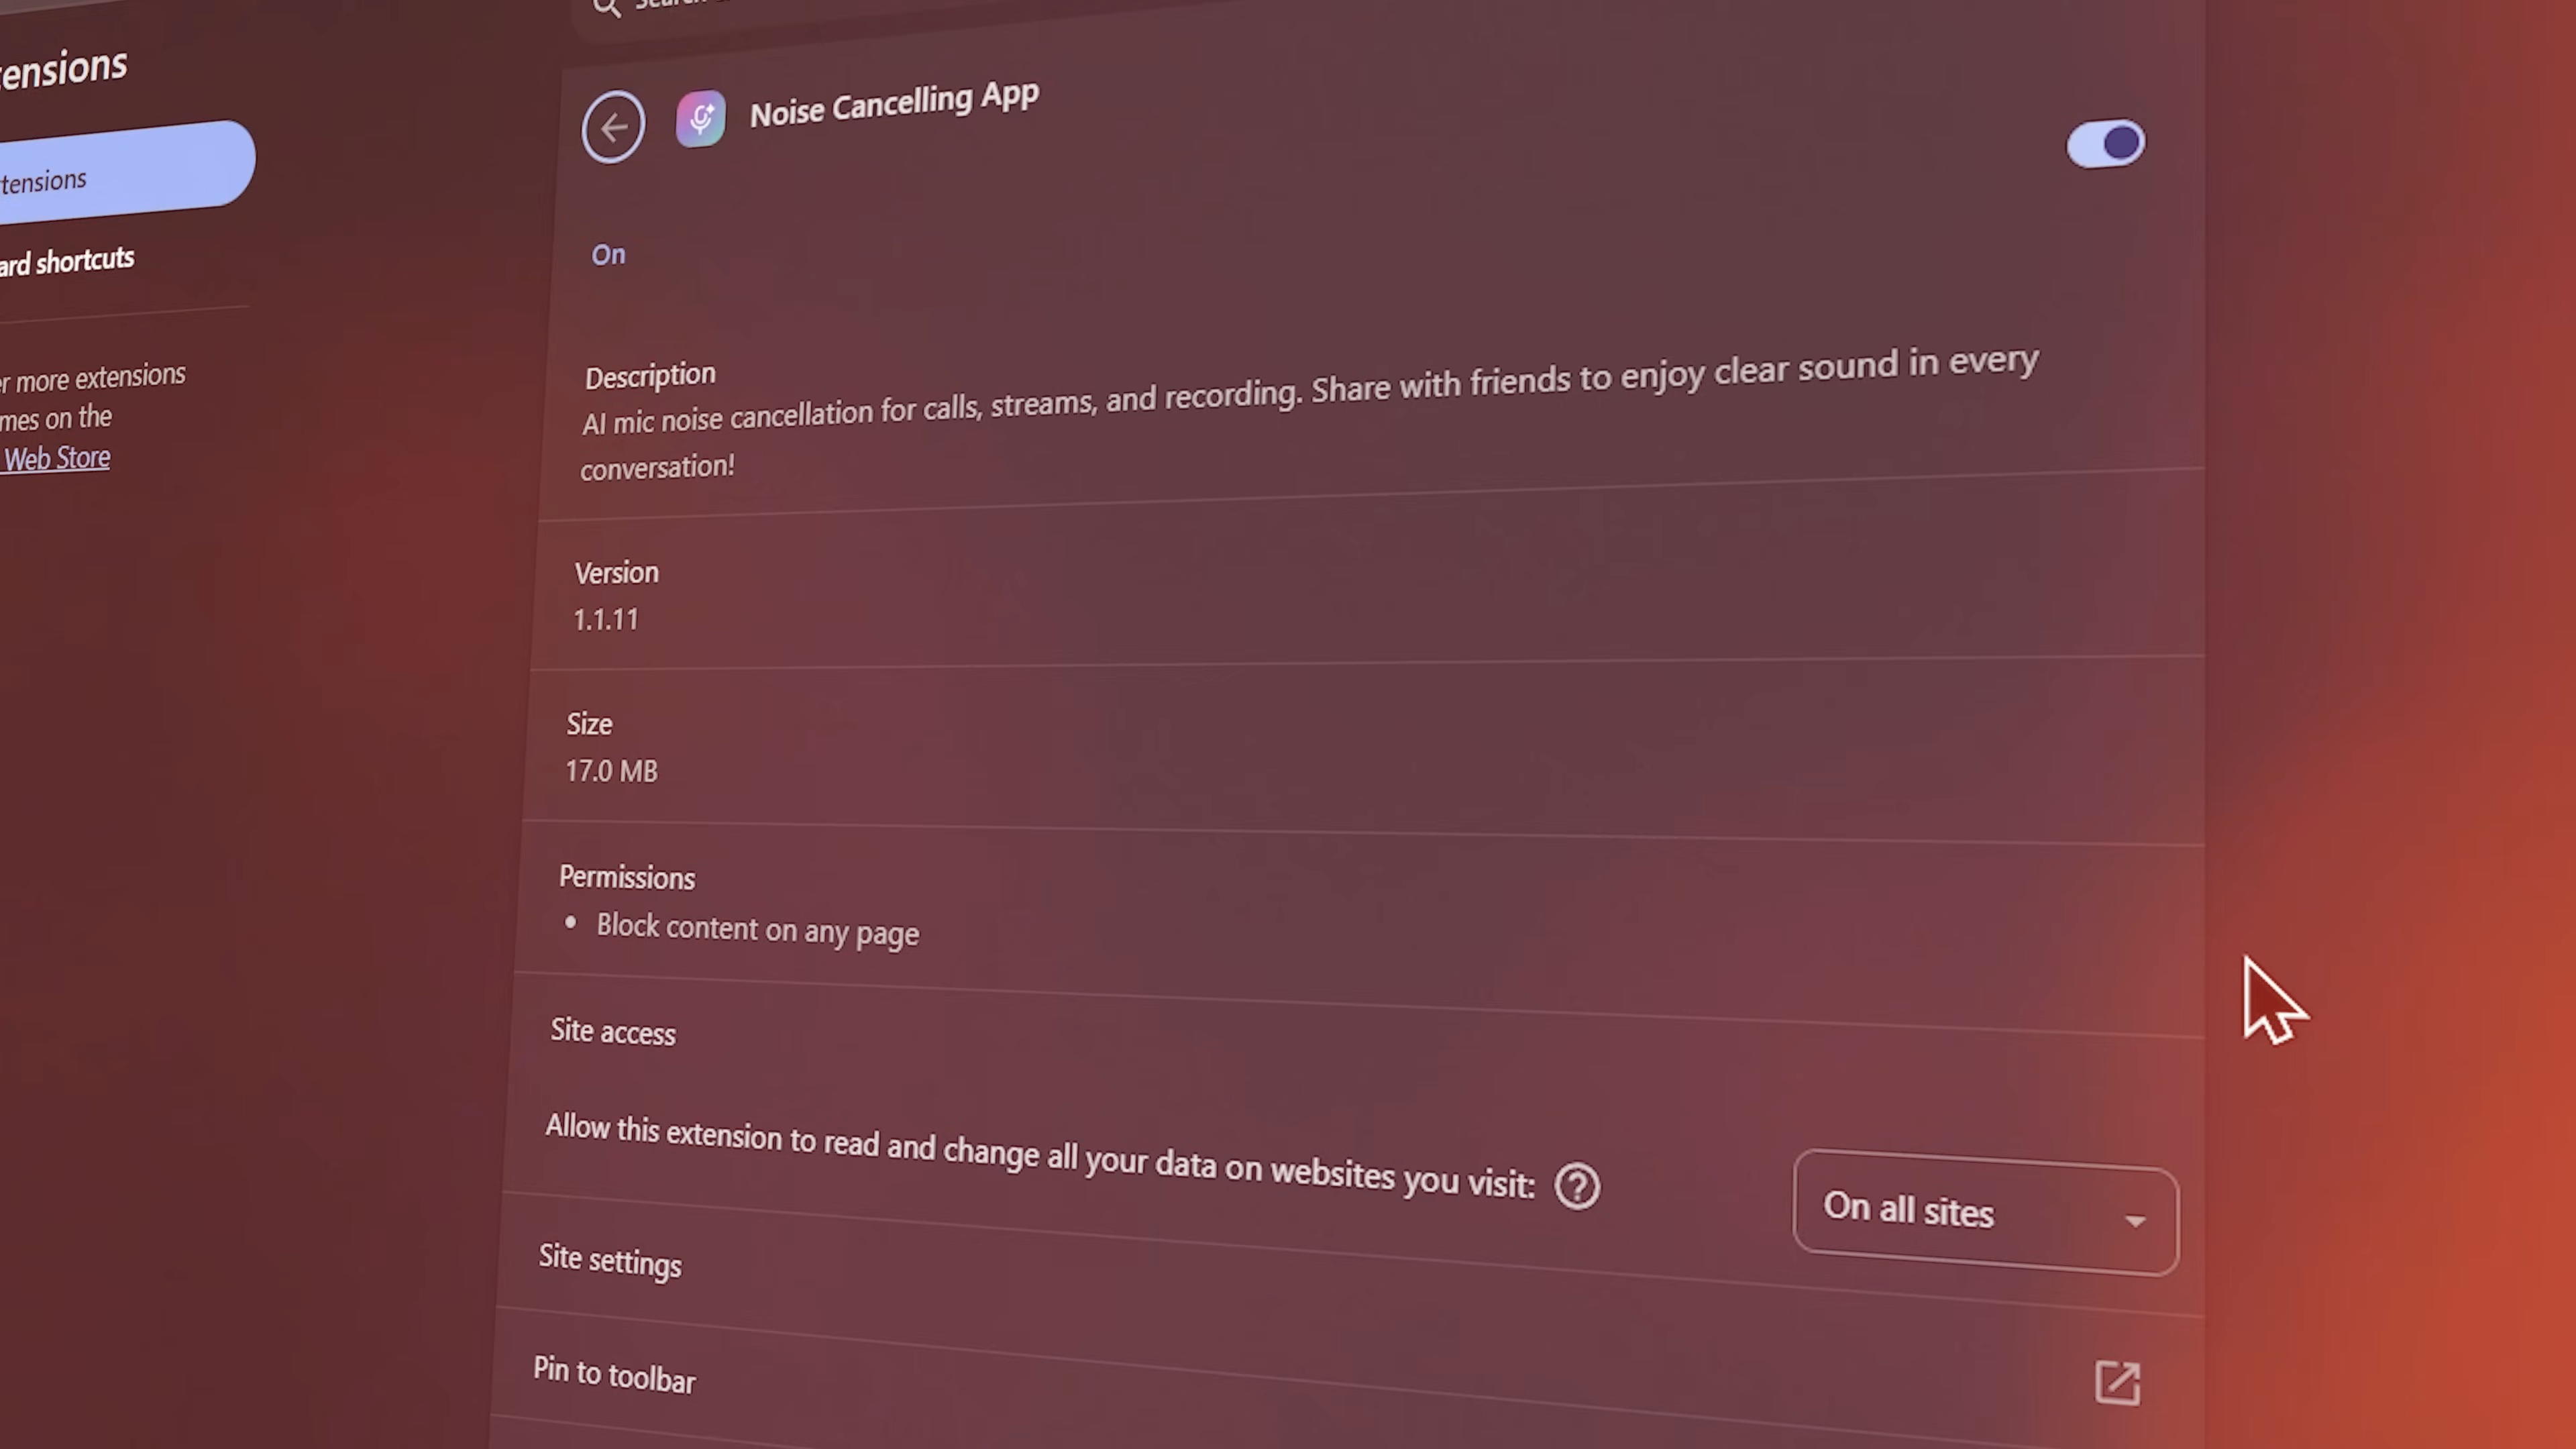 Noise Cancelling App
On
Description
AI mic noise cancellation for calls, streams, and recording. Share with friends to enjoy clear sound in every
conversation!
Version
1.1.11
Size
17.0 MB
Permissions
• Block content on any page
Site access
Allow this extension to read and change all your data on websites you visit:
On all sites
Site settings
Pin to toolbar
tensions
tensions
ard shortcuts
r more extensions
mes on the
Web Store